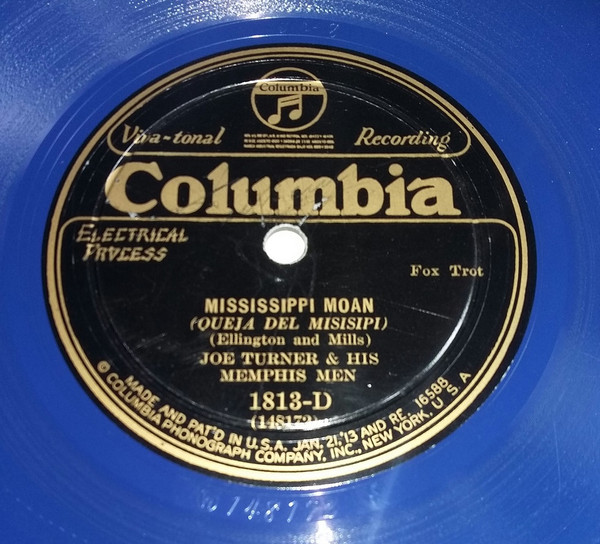 Columbia
Viva-tonal Recording
Columbia
ELECTRICAL
PROCESS
Fox Trot
MISSISSIPPI MOAN
(QUEJA DEL MISISIPI)
(Ellington and Mills)
JOE TURNER & HIS
MEMPHIS MEN
1813-D
(148172)
MADE AND PAT'D IN U.S.A. JAN. 21,'13 AND RE. 16588
© COLUMBIA PHONOGRAPH COMPANY, INC., NEW YORK, U.S.A